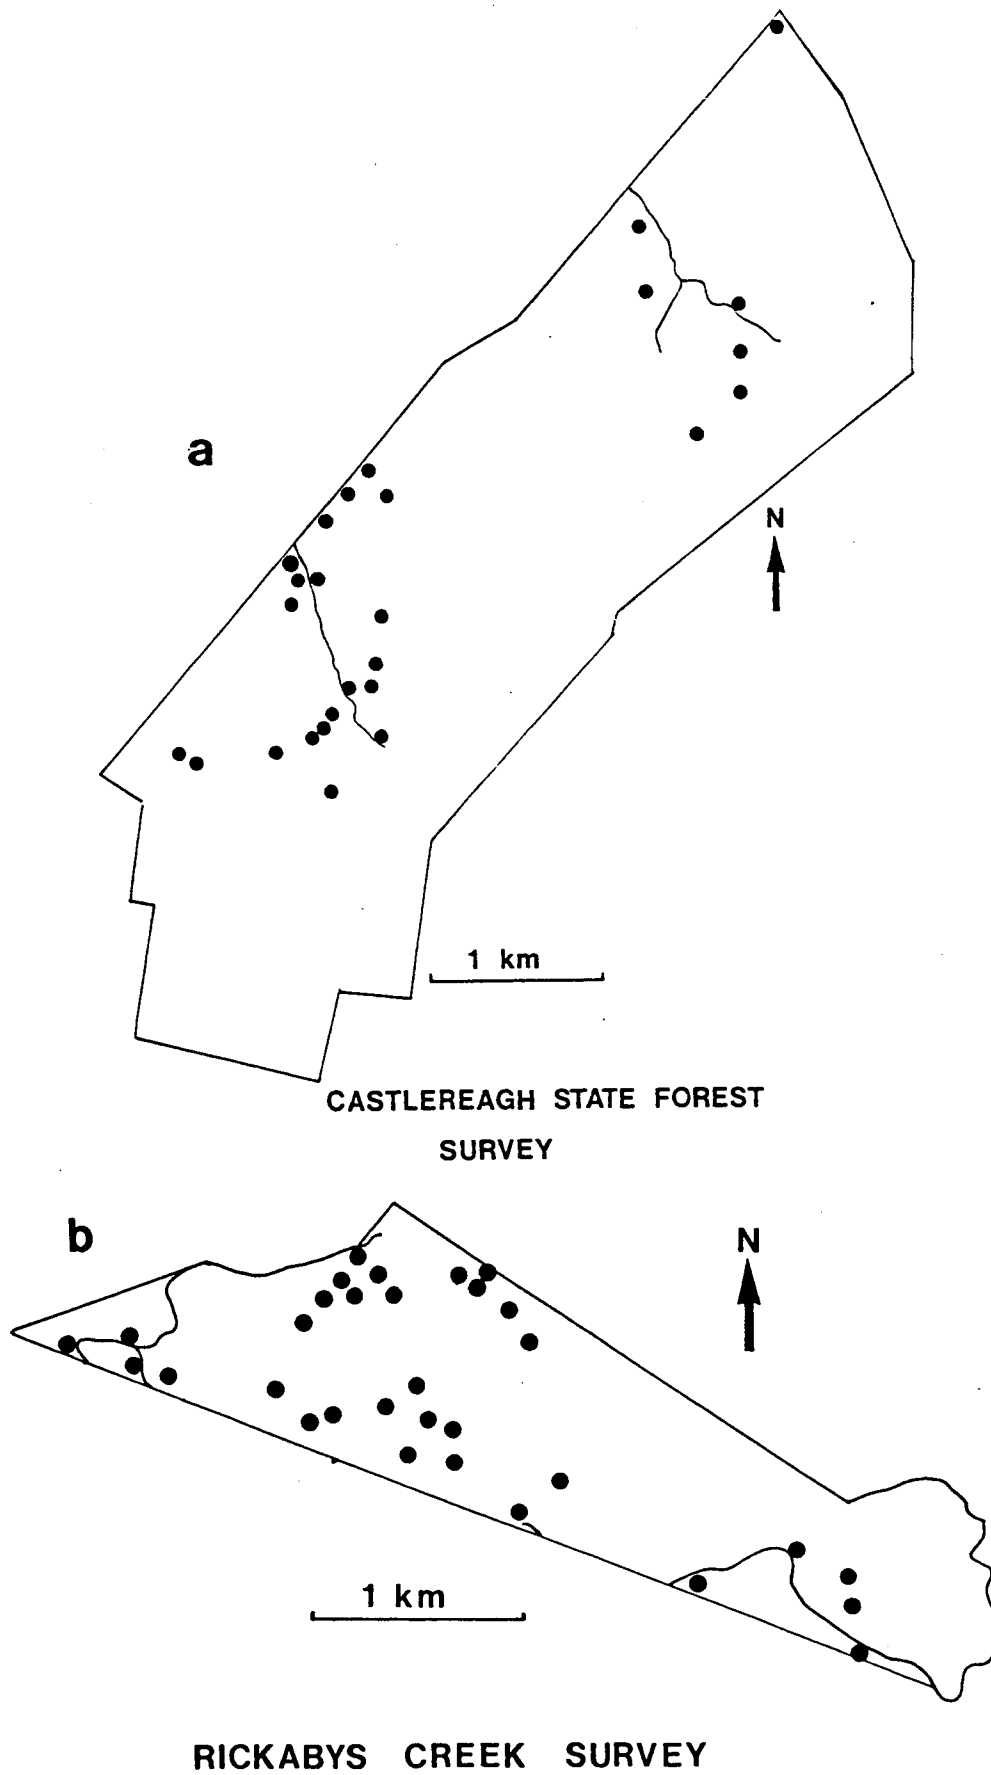 a
N
1 km
CASTLEREAGH STATE FOREST
SURVEY
b
N
1 km
RICKABYS CREEK SURVEY